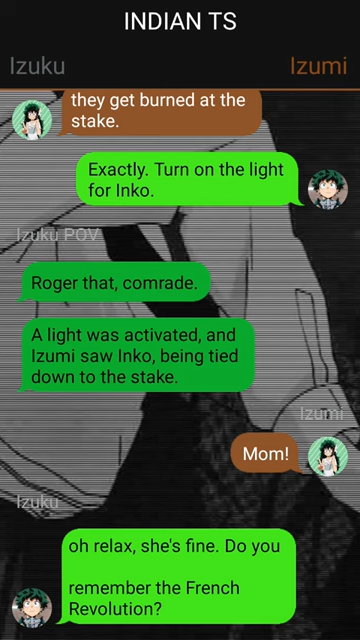 INDIAN TS
Izuku
Izumi
they get burned at the
stake.
Exactly. Turn on the light
for Inko.
Izuku POV
Roger that, comrade.
A light was activated, and
Izumi saw Inko, being tied
down to the stake.
Izumi
Mom!
Izuku
oh relax, she's fine. Do you
remember the French
Revolution?